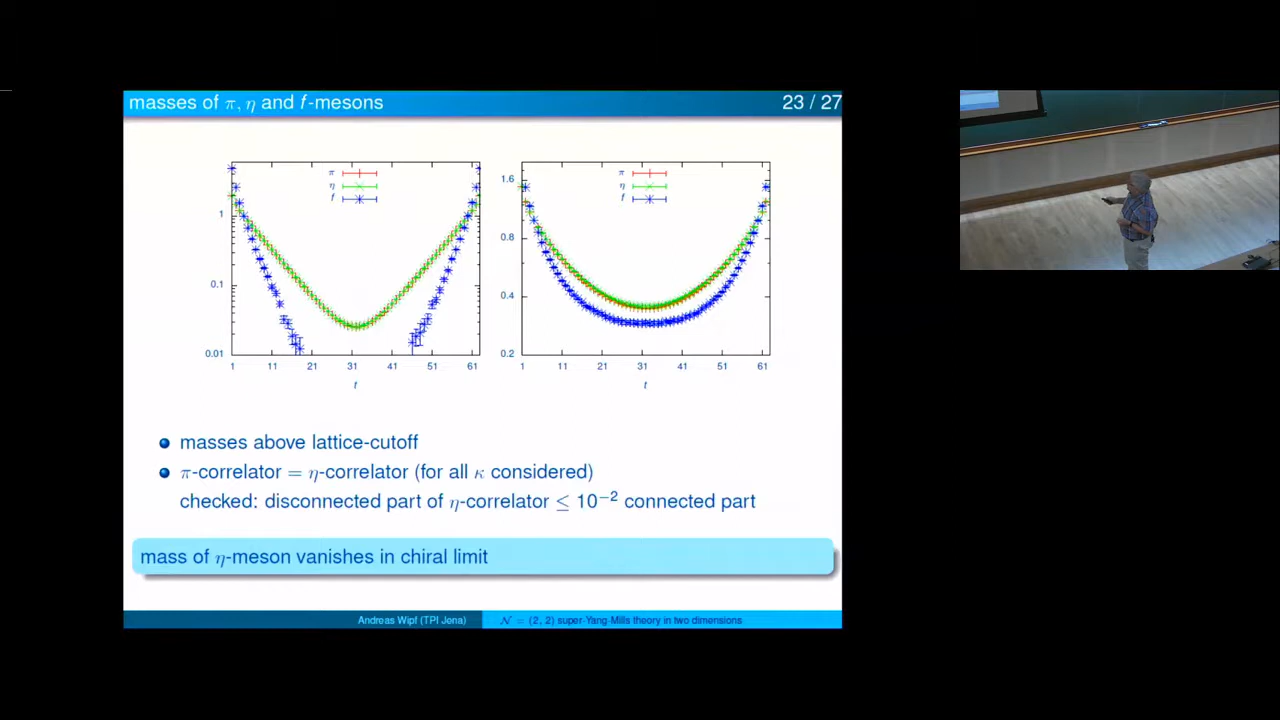 masses of π, η and f-mesons 23 / 27
π
η
f
1
0.1
0.01
1 11 21 31 41 51 61
t
π
η
f
1.6
0.8
0.4
0.2
1 11 21 31 41 51 61
t
masses above lattice-cutoff
π-correlator = η-correlator (for all κ considered)
checked: disconnected part of η-correlator ≤ 10⁻² connected part
mass of η-meson vanishes in chiral limit
Andreas Wipf (TPI Jena) 𝒩 = (2, 2) super-Yang-Mills theory in two dimensions